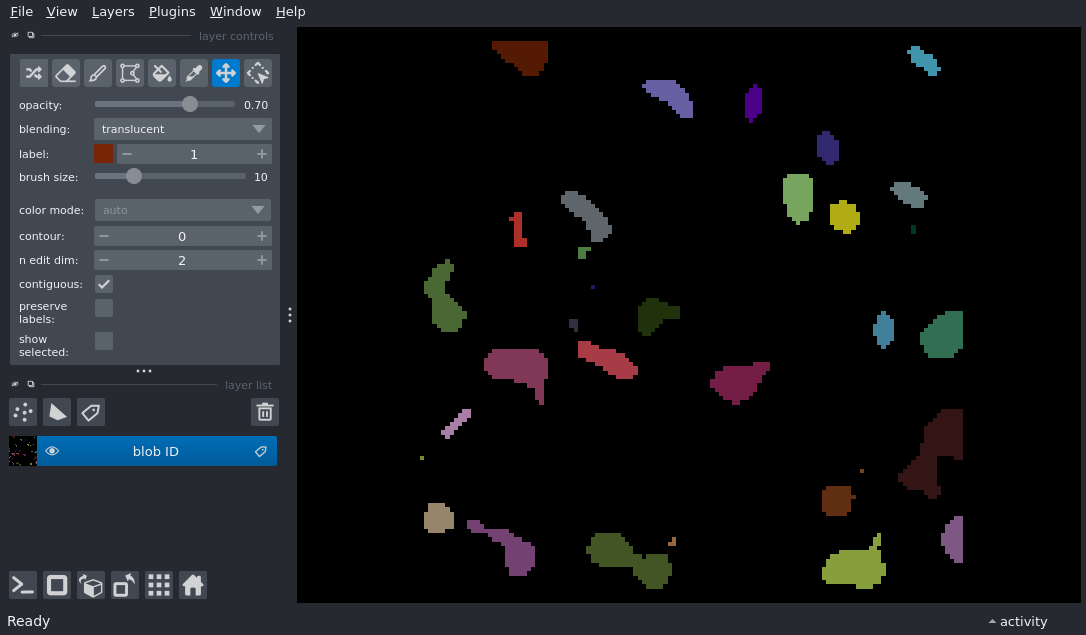 File View Layers Plugins Window Help
layer controls
opacity: 0.70
blending: translucent
label: 1
brush size: 10
color mode: auto
contour: 0
n edit dim: 2
contiguous:
preserve
labels:
show
selected:
layer list
blob ID
Ready
activity